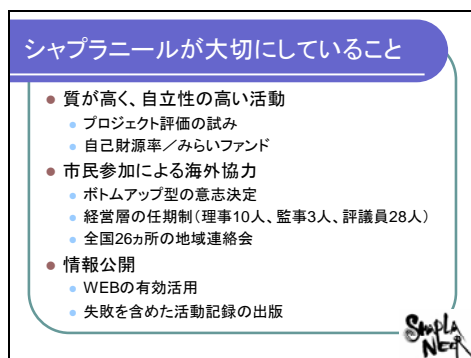 シャプラニールが大切にしていること
● 質が高く、自立性の高い活動
● プロジェクト評価の試み
● 自己財源率／みらいファンド
● 市民参加による海外協力
● ボトムアップ型の意志決定
● 経営層の任期制(理事10人、監事3人、評議員28人)
● 全国26ヵ所の地域連絡会
● 情報公開
● WEBの有効活用
● 失敗を含めた活動記録の出版
SHAPLA
NEER